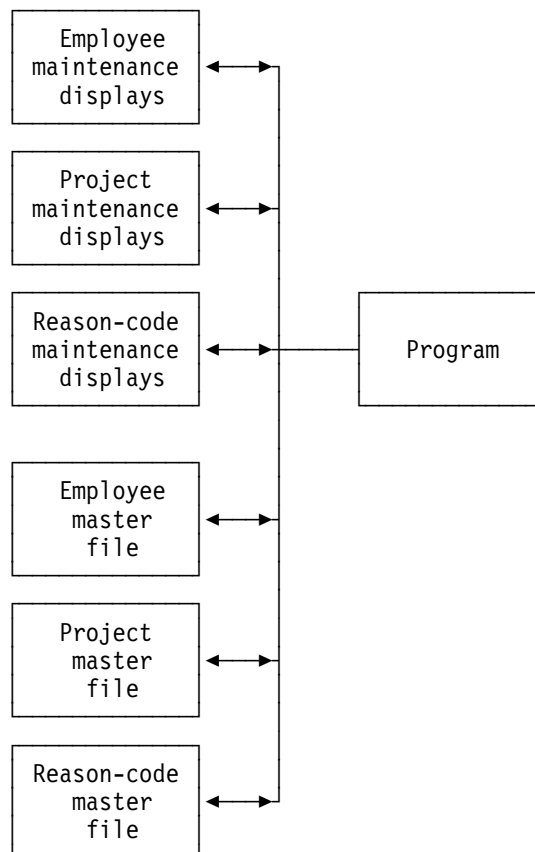 Employee
maintenance
displays
Project
maintenance
displays
Reason-code
maintenance
displays
Program
Employee
master
file
Project
master
file
Reason-code
master
file